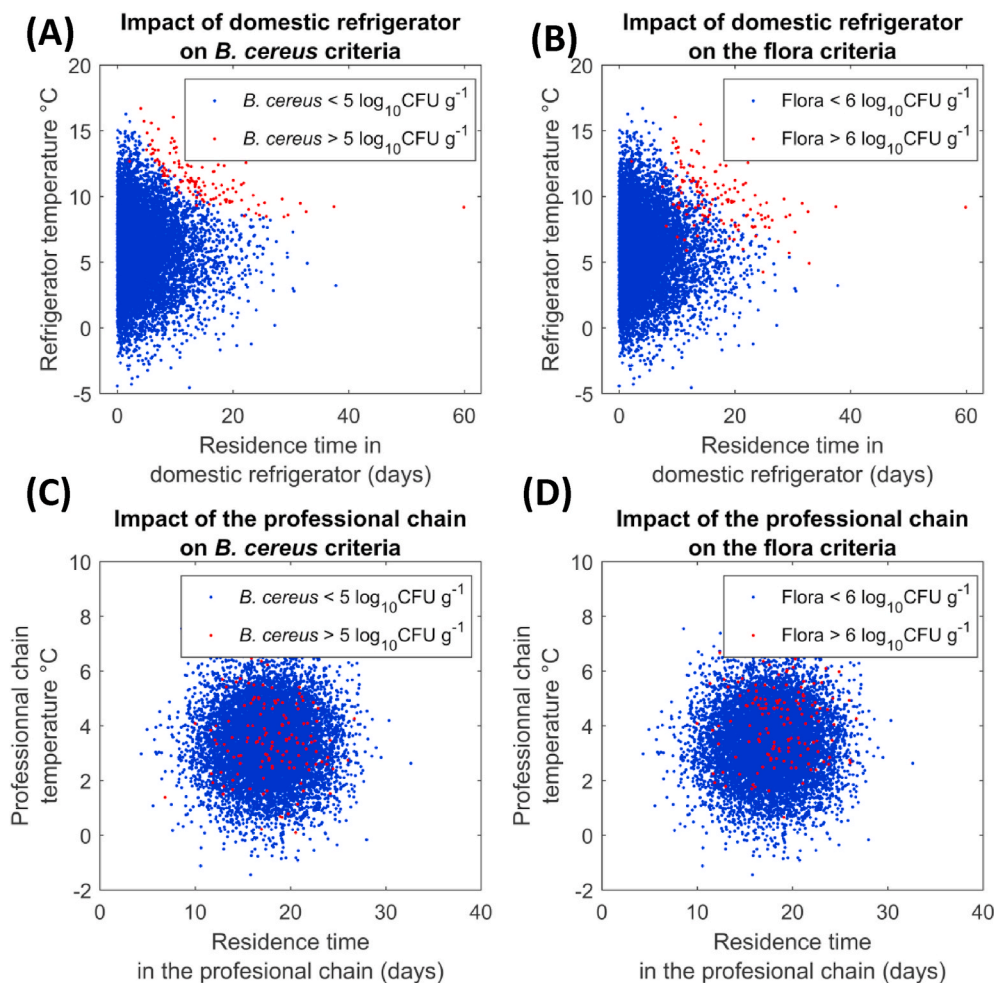 (A)
Impact of domestic refrigerator
on B. cereus criteria
20
15
10
5
0
-5
Refrigerator temperature °C
B. cereus < 5 log10CFU g-1
B. cereus > 5 log10CFU g-1
0
20
40
60
Residence time in
domestic refrigerator (days)
(B)
Impact of domestic refrigerator
on the flora criteria
20
15
10
5
0
-5
Refrigerator temperature °C
Flora < 6 log10CFU g-1
Flora > 6 log10CFU g-1
0
20
40
60
Residence time in
domestic refrigerator (days)
(C)
Impact of the professional chain
on B. cereus criteria
10
8
6
4
2
0
-2
Professionnal chain
temperature °C
B. cereus < 5 log10CFU g-1
B. cereus > 5 log10CFU g-1
0
10
20
30
40
Residence time
in the profesional chain (days)
(D)
Impact of the professional chain
on the flora criteria
10
8
6
4
2
0
-2
Professionnal chain
temperature °C
Flora < 6 log10CFU g-1
Flora > 6 log10CFU g-1
0
10
20
30
40
Residence time
in the profesional chain (days)